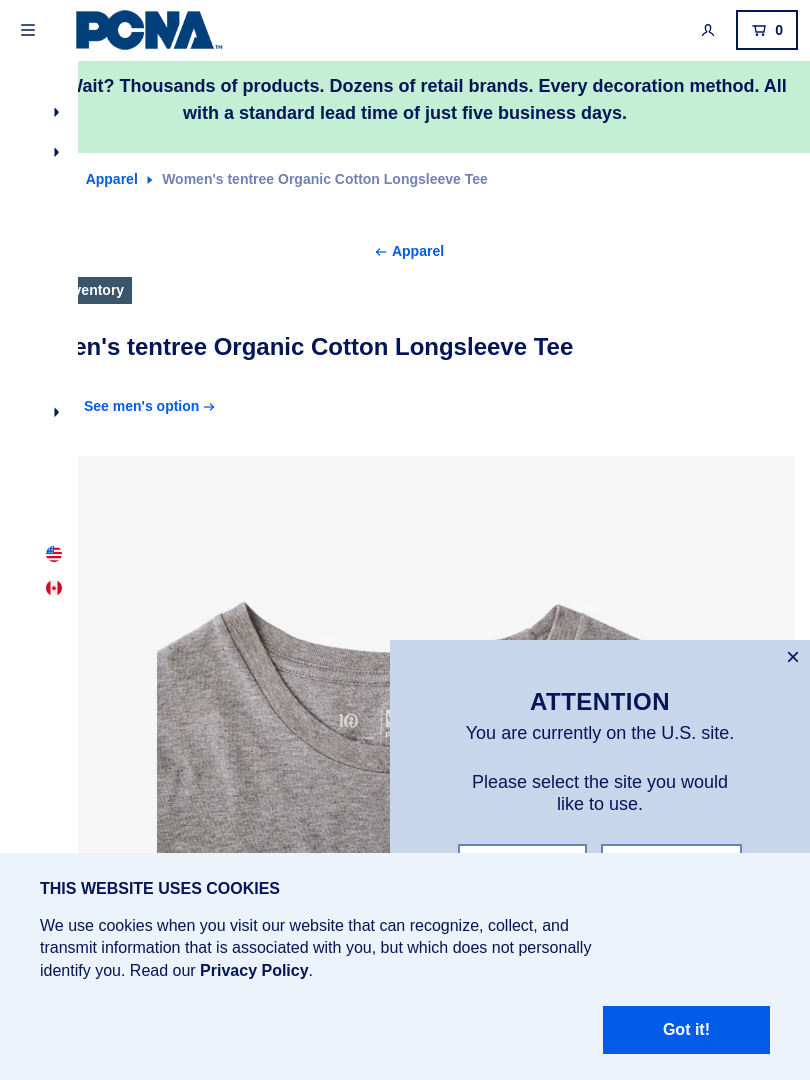 PCNA™
0
Wait? Thousands of products. Dozens of retail brands. Every decoration method. All
with a standard lead time of just five business days.
Apparel
Women's tentree Organic Cotton Longsleeve Tee
Apparel
ventory
en's tentree Organic Cotton Longsleeve Tee
See men's option
10
ATTENTION
You are currently on the U.S. site.
Please select the site you would
like to use.
THIS WEBSITE USES COOKIES
We use cookies when you visit our website that can recognize, collect, and
transmit information that is associated with you, but which does not personally
identify you. Read our Privacy Policy.
Got it!